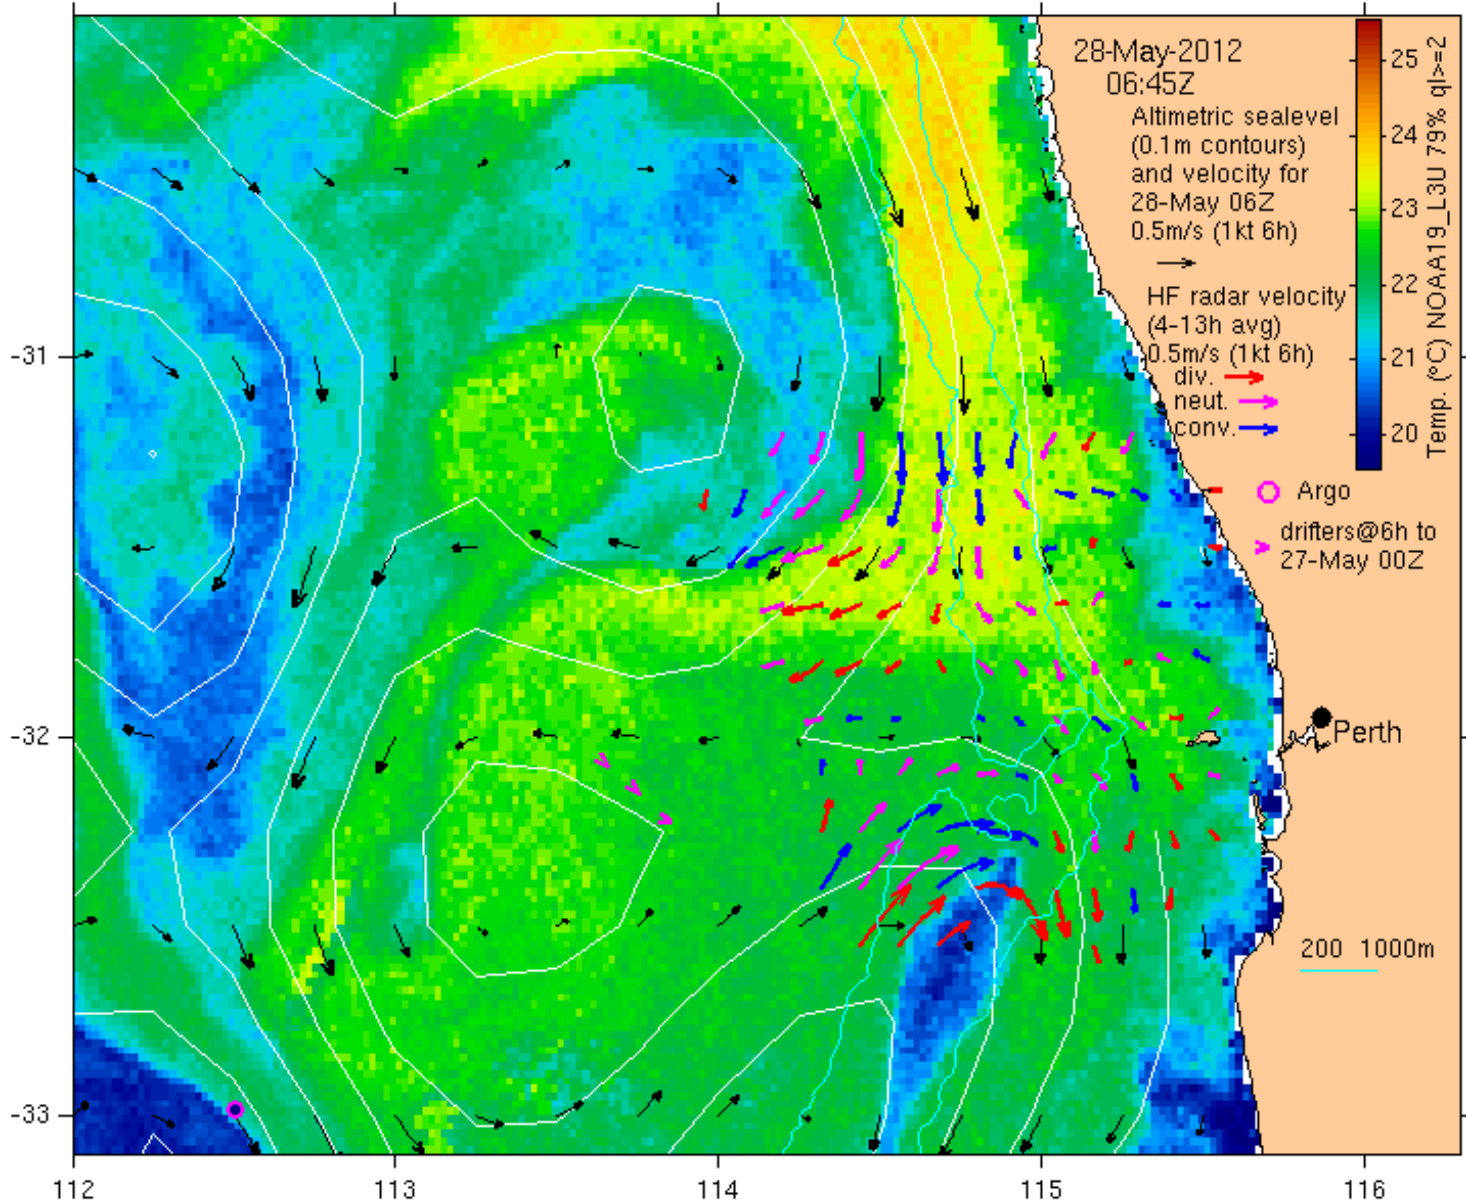 28-May-2012
06:45Z
Altimetric sealevel
(0.1m contours)
and velocity for
28-May 06Z
0.5m/s (1kt 6h)
HF radar velocity
(4-13h avg)
0.5m/s (1kt 6h)
div.
neut.
conv.
Argo
drifters@6h to
27-May 00Z
25
24
23
22
21
20
Temp. (°C) NOAA19_L3U 79% ql>=2
Perth
200 1000m
-31
-32
-33
112
113
114
115
116